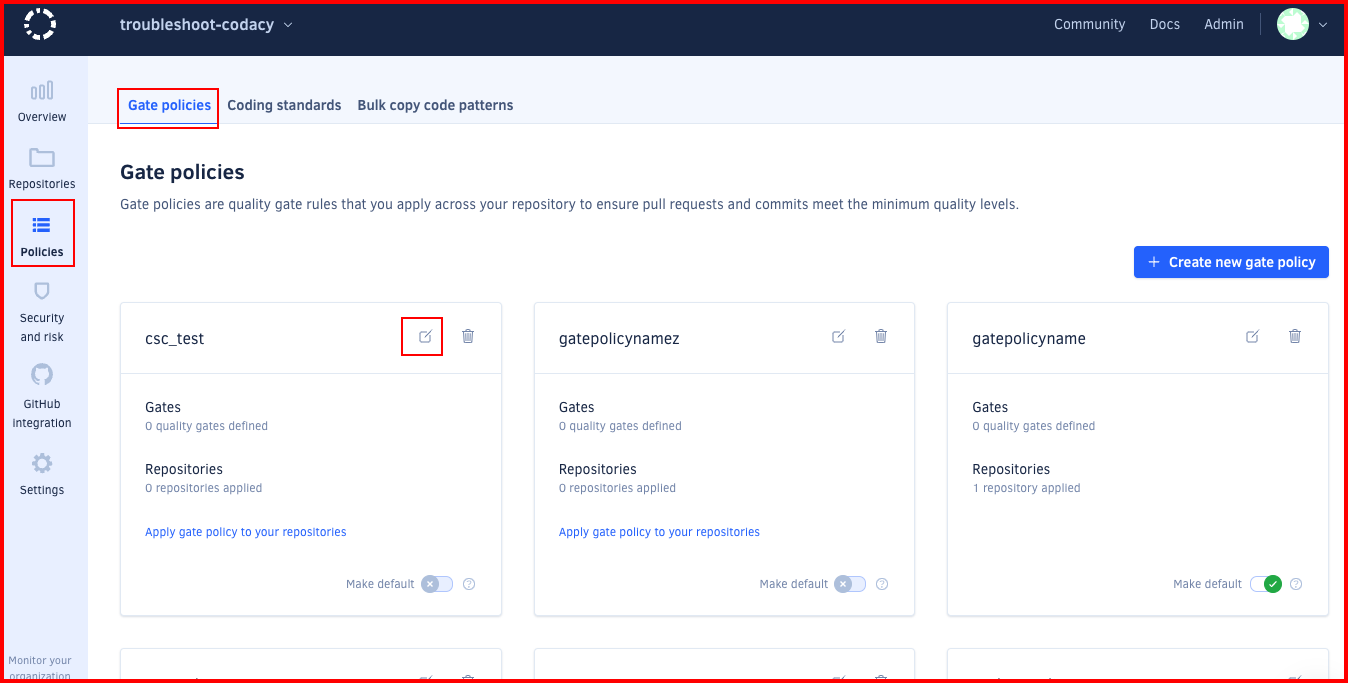 troubleshoot-codacy
Community Docs Admin
Overview
Repositories
Policies
Security
and risk
GitHub
integration
Settings
Monitor your
organization
Gate policies Coding standards Bulk copy code patterns
Gate policies
Gate policies are quality gate rules that you apply across your repository to ensure pull requests and commits meet the minimum quality levels.
+ Create new gate policy
csc_test
Gates
0 quality gates defined
Repositories
0 repositories applied
Apply gate policy to your repositories
Make default
gatepolicynamez
Gates
0 quality gates defined
Repositories
0 repositories applied
Apply gate policy to your repositories
Make default
gatepolicyname
Gates
0 quality gates defined
Repositories
1 repository applied
Make default